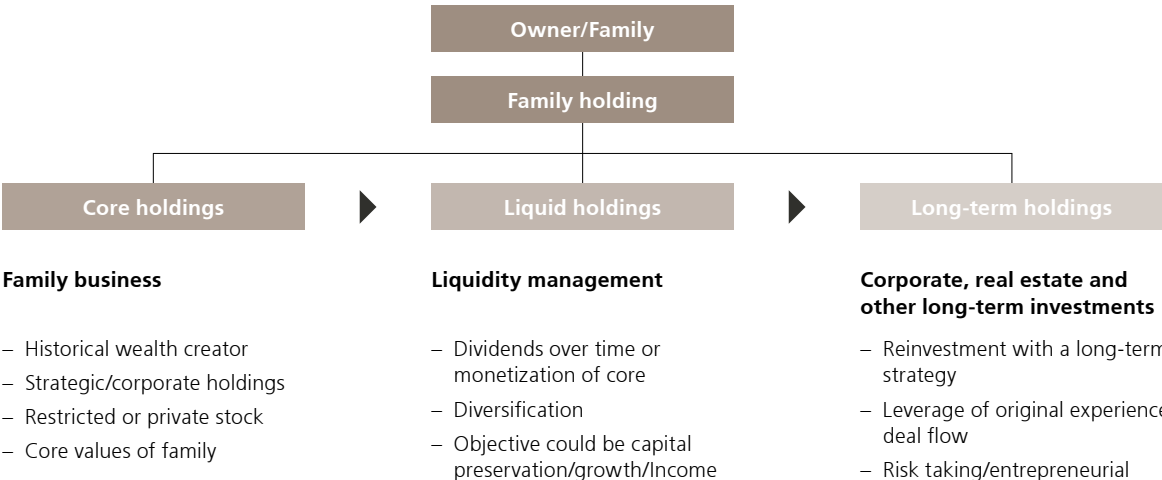 Owner/Family
Family holding
Core holdings
Liquid holdings
Long-term holdings
Family business
– Historical wealth creator
– Strategic/corporate holdings
– Restricted or private stock
– Core values of family
Liquidity management
– Dividends over time or
monetization of core
– Diversification
– Objective could be capital
preservation/growth/Income
Corporate, real estate and
other long-term investments
– Reinvestment with a long-term
strategy
– Leverage of original experience
deal flow
– Risk taking/entrepreneurial